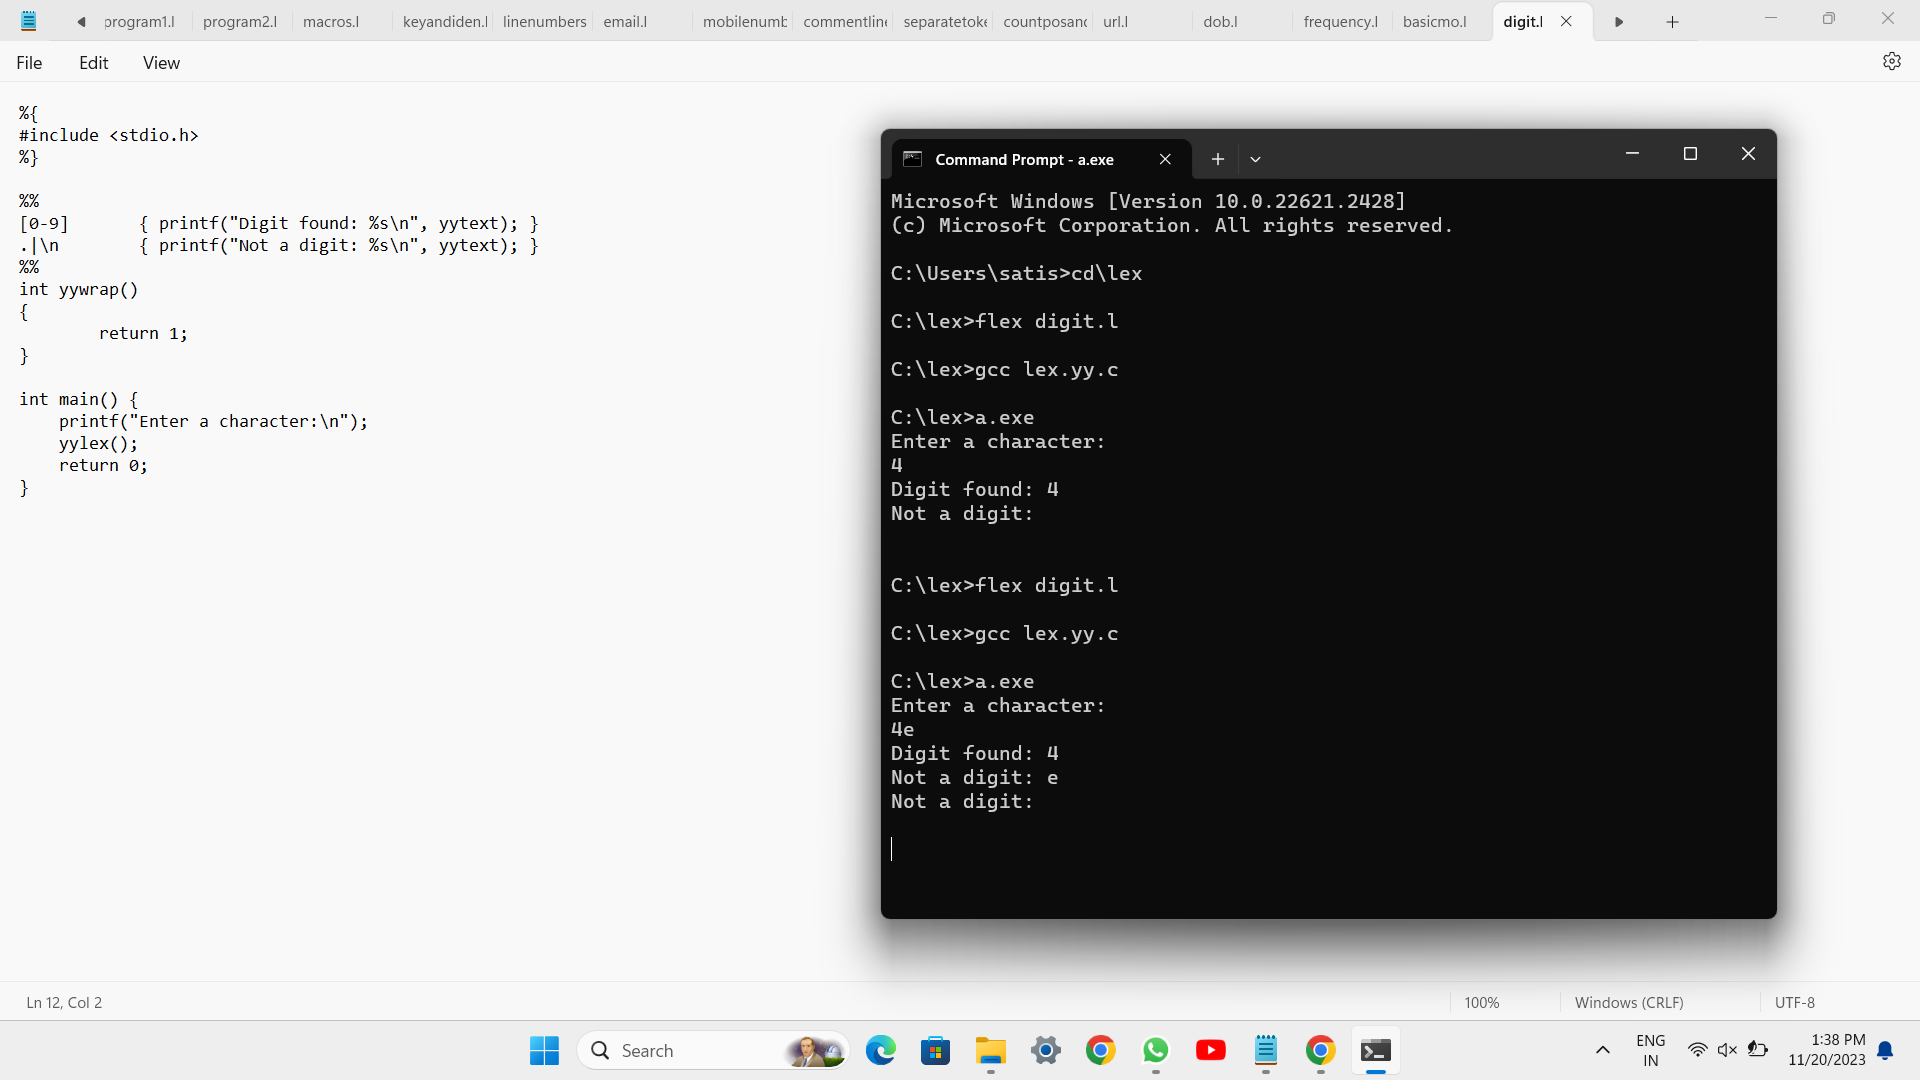 program1.l program2.l macros.l keyandiden.l linenumbers email.l mobilenumb commentline separatetoke countposand url.l dob.l frequency.l basicmo.l digit.l
File Edit View
%{
#include <stdio.h>
%}
%%
[0-9] { printf("Digit found: %s\n", yytext); }
.|\n { printf("Not a digit: %s\n", yytext); }
%%
int yywrap()
{
return 1;
}
int main() {
printf("Enter a character:\n");
yylex();
return 0;
}
Command Prompt - a.exe
Microsoft Windows [Version 10.0.22621.2428]
(c) Microsoft Corporation. All rights reserved.
C:\Users\satis>cd\lex
C:\lex>flex digit.l
C:\lex>gcc lex.yy.c
C:\lex>a.exe
Enter a character:
4
Digit found: 4
Not a digit:
C:\lex>flex digit.l
C:\lex>gcc lex.yy.c
C:\lex>a.exe
Enter a character:
4e
Digit found: 4
Not a digit: e
Not a digit:
Ln 12, Col 2 100% Windows (CRLF) UTF-8
Search
ENG
IN
1:38 PM
11/20/2023